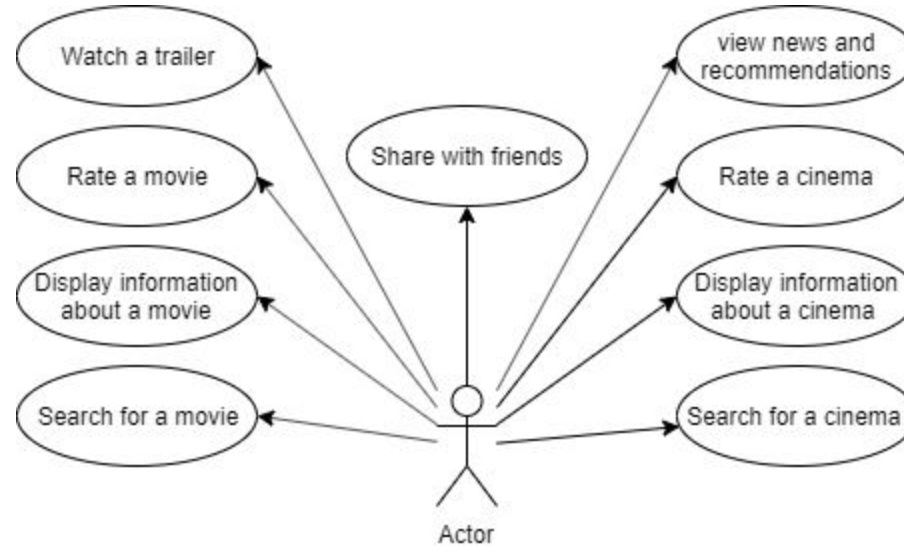 Watch a trailer
view news and
recommendations
Share with friends
Rate a movie
Rate a cinema
Display information
about a movie
Display information
about a cinema
Search for a movie
Search for a cinema
Actor